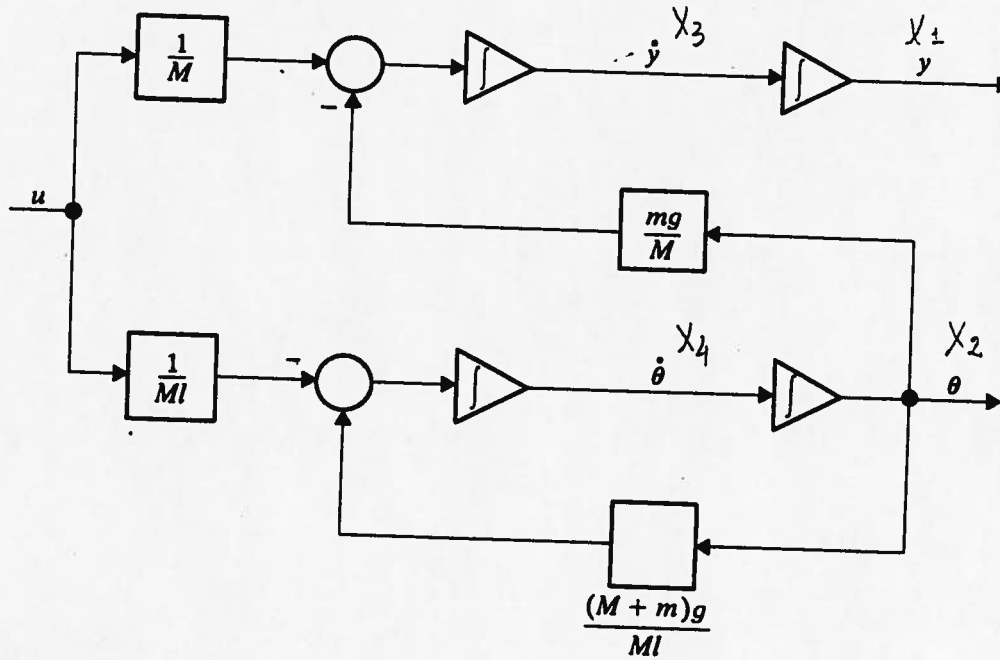 X3
X1
1/M
∫
ẏ
∫
y
−
u
mg/M
X4
X2
1/Ml
−
∫
θ̇
∫
θ
(M + m)g/Ml